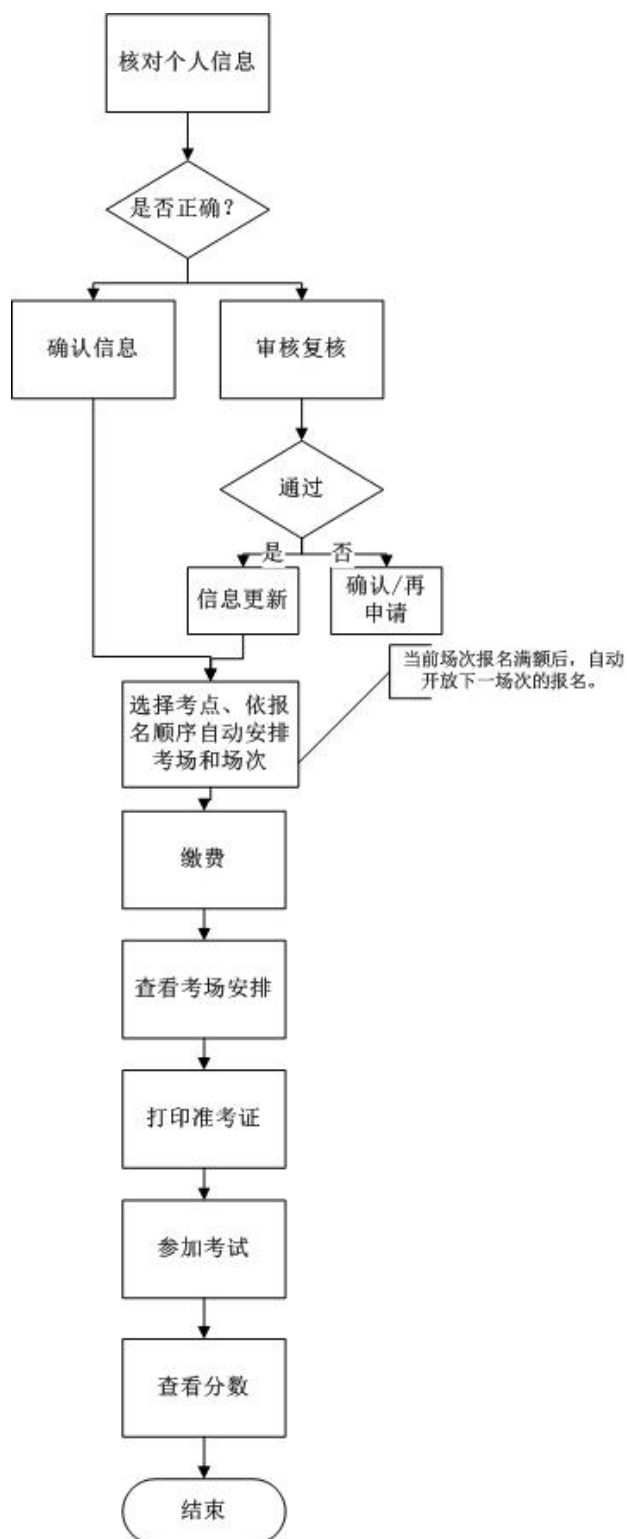 核对个人信息
是否正确？
确认信息
审核复核
通过
是
否
信息更新
确认/再
申请
当前场次报名满额后，自动
开放下一场次的报名。
选择考点、依报
名顺序自动安排
考场和场次
缴费
查看考场安排
打印准考证
参加考试
查看分数
结束